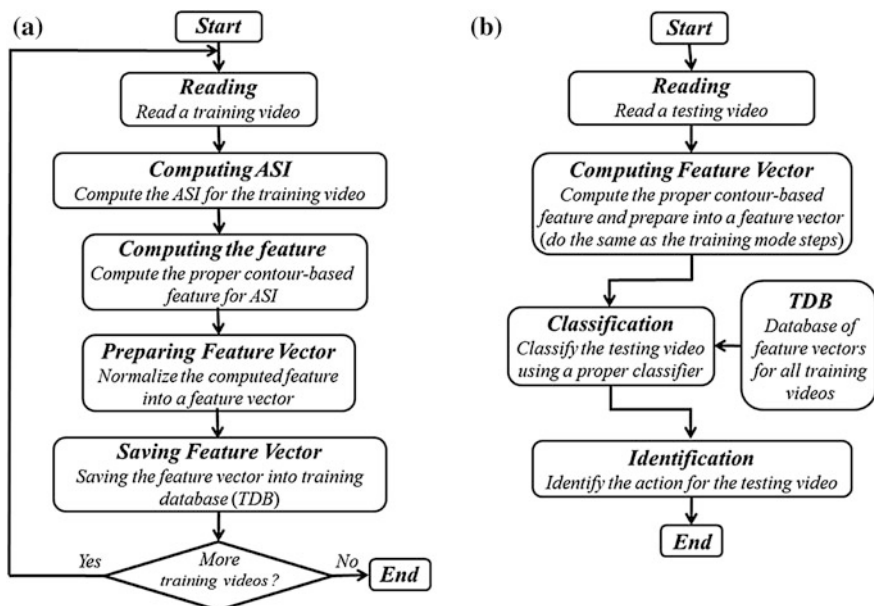 (a)
Start
Reading
Read a training video
Computing ASI
Compute the ASI for the training video
Computing the feature
Compute the proper contour-based
feature for ASI
Preparing Feature Vector
Normalize the computed feature
into a feature vector
Saving Feature Vector
Saving the feature vector into training
database (TDB)
Yes
More
training videos ?
No
End
(b)
Start
Reading
Read a testing video
Computing Feature Vector
Compute the proper contour-based
feature and prepare into a feature vector
(do the same as the training mode steps)
Classification
Classify the testing video
using a proper classifier
TDB
Database of
feature vectors
for all training
videos
Identification
Identify the action for the testing video
End